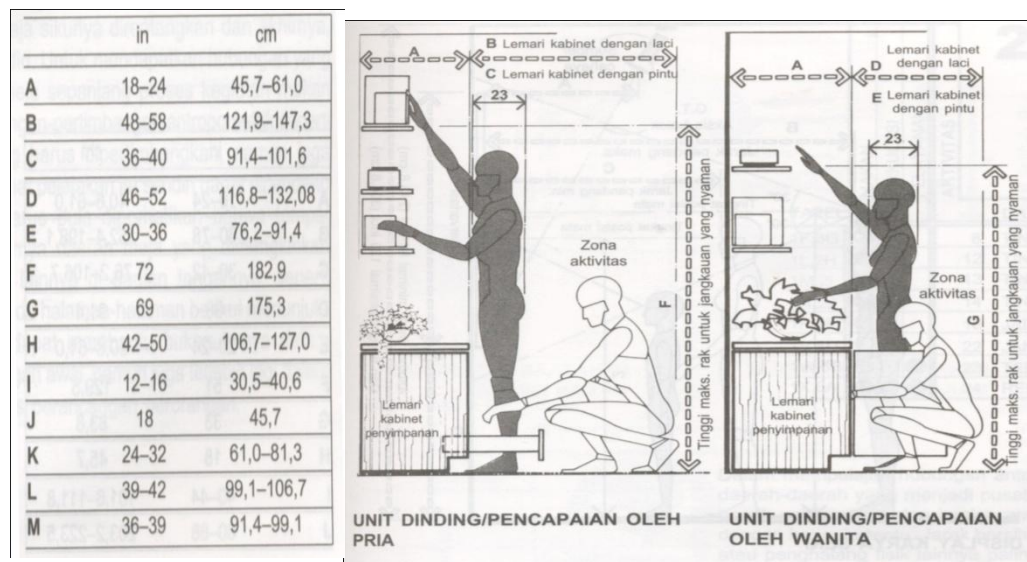 in cm
A 18–24 45,7–61,0
B 48–58 121,9–147,3
C 36–40 91,4–101,6
D 46–52 116,8–132,08
E 30–36 76,2–91,4
F 72 182,9
G 69 175,3
H 42–50 106,7–127,0
I 12–16 30,5–40,6
J 18 45,7
K 24–32 61,0–81,3
L 39–42 99,1–106,7
M 36–39 91,4–99,1
A
B Lemari kabinet dengan laci
C Lemari kabinet dengan pintu
23
Zona
aktivitas
F
Tinggi maks. rak untuk jangkauan yang nyaman
Lemari
kabinet
penyimpanan
UNIT DINDING/PENCAPAIAN OLEH
PRIA
A
D
Lemari kabinet
dengan laci
E Lemari kabinet
dengan pintu
23
Zona
aktivitas
G
Tinggi maks. rak untuk jangkauan yang nyaman
Lemari
kabinet
penyimpanan
UNIT DINDING/PENCAPAIAN
OLEH WANITA